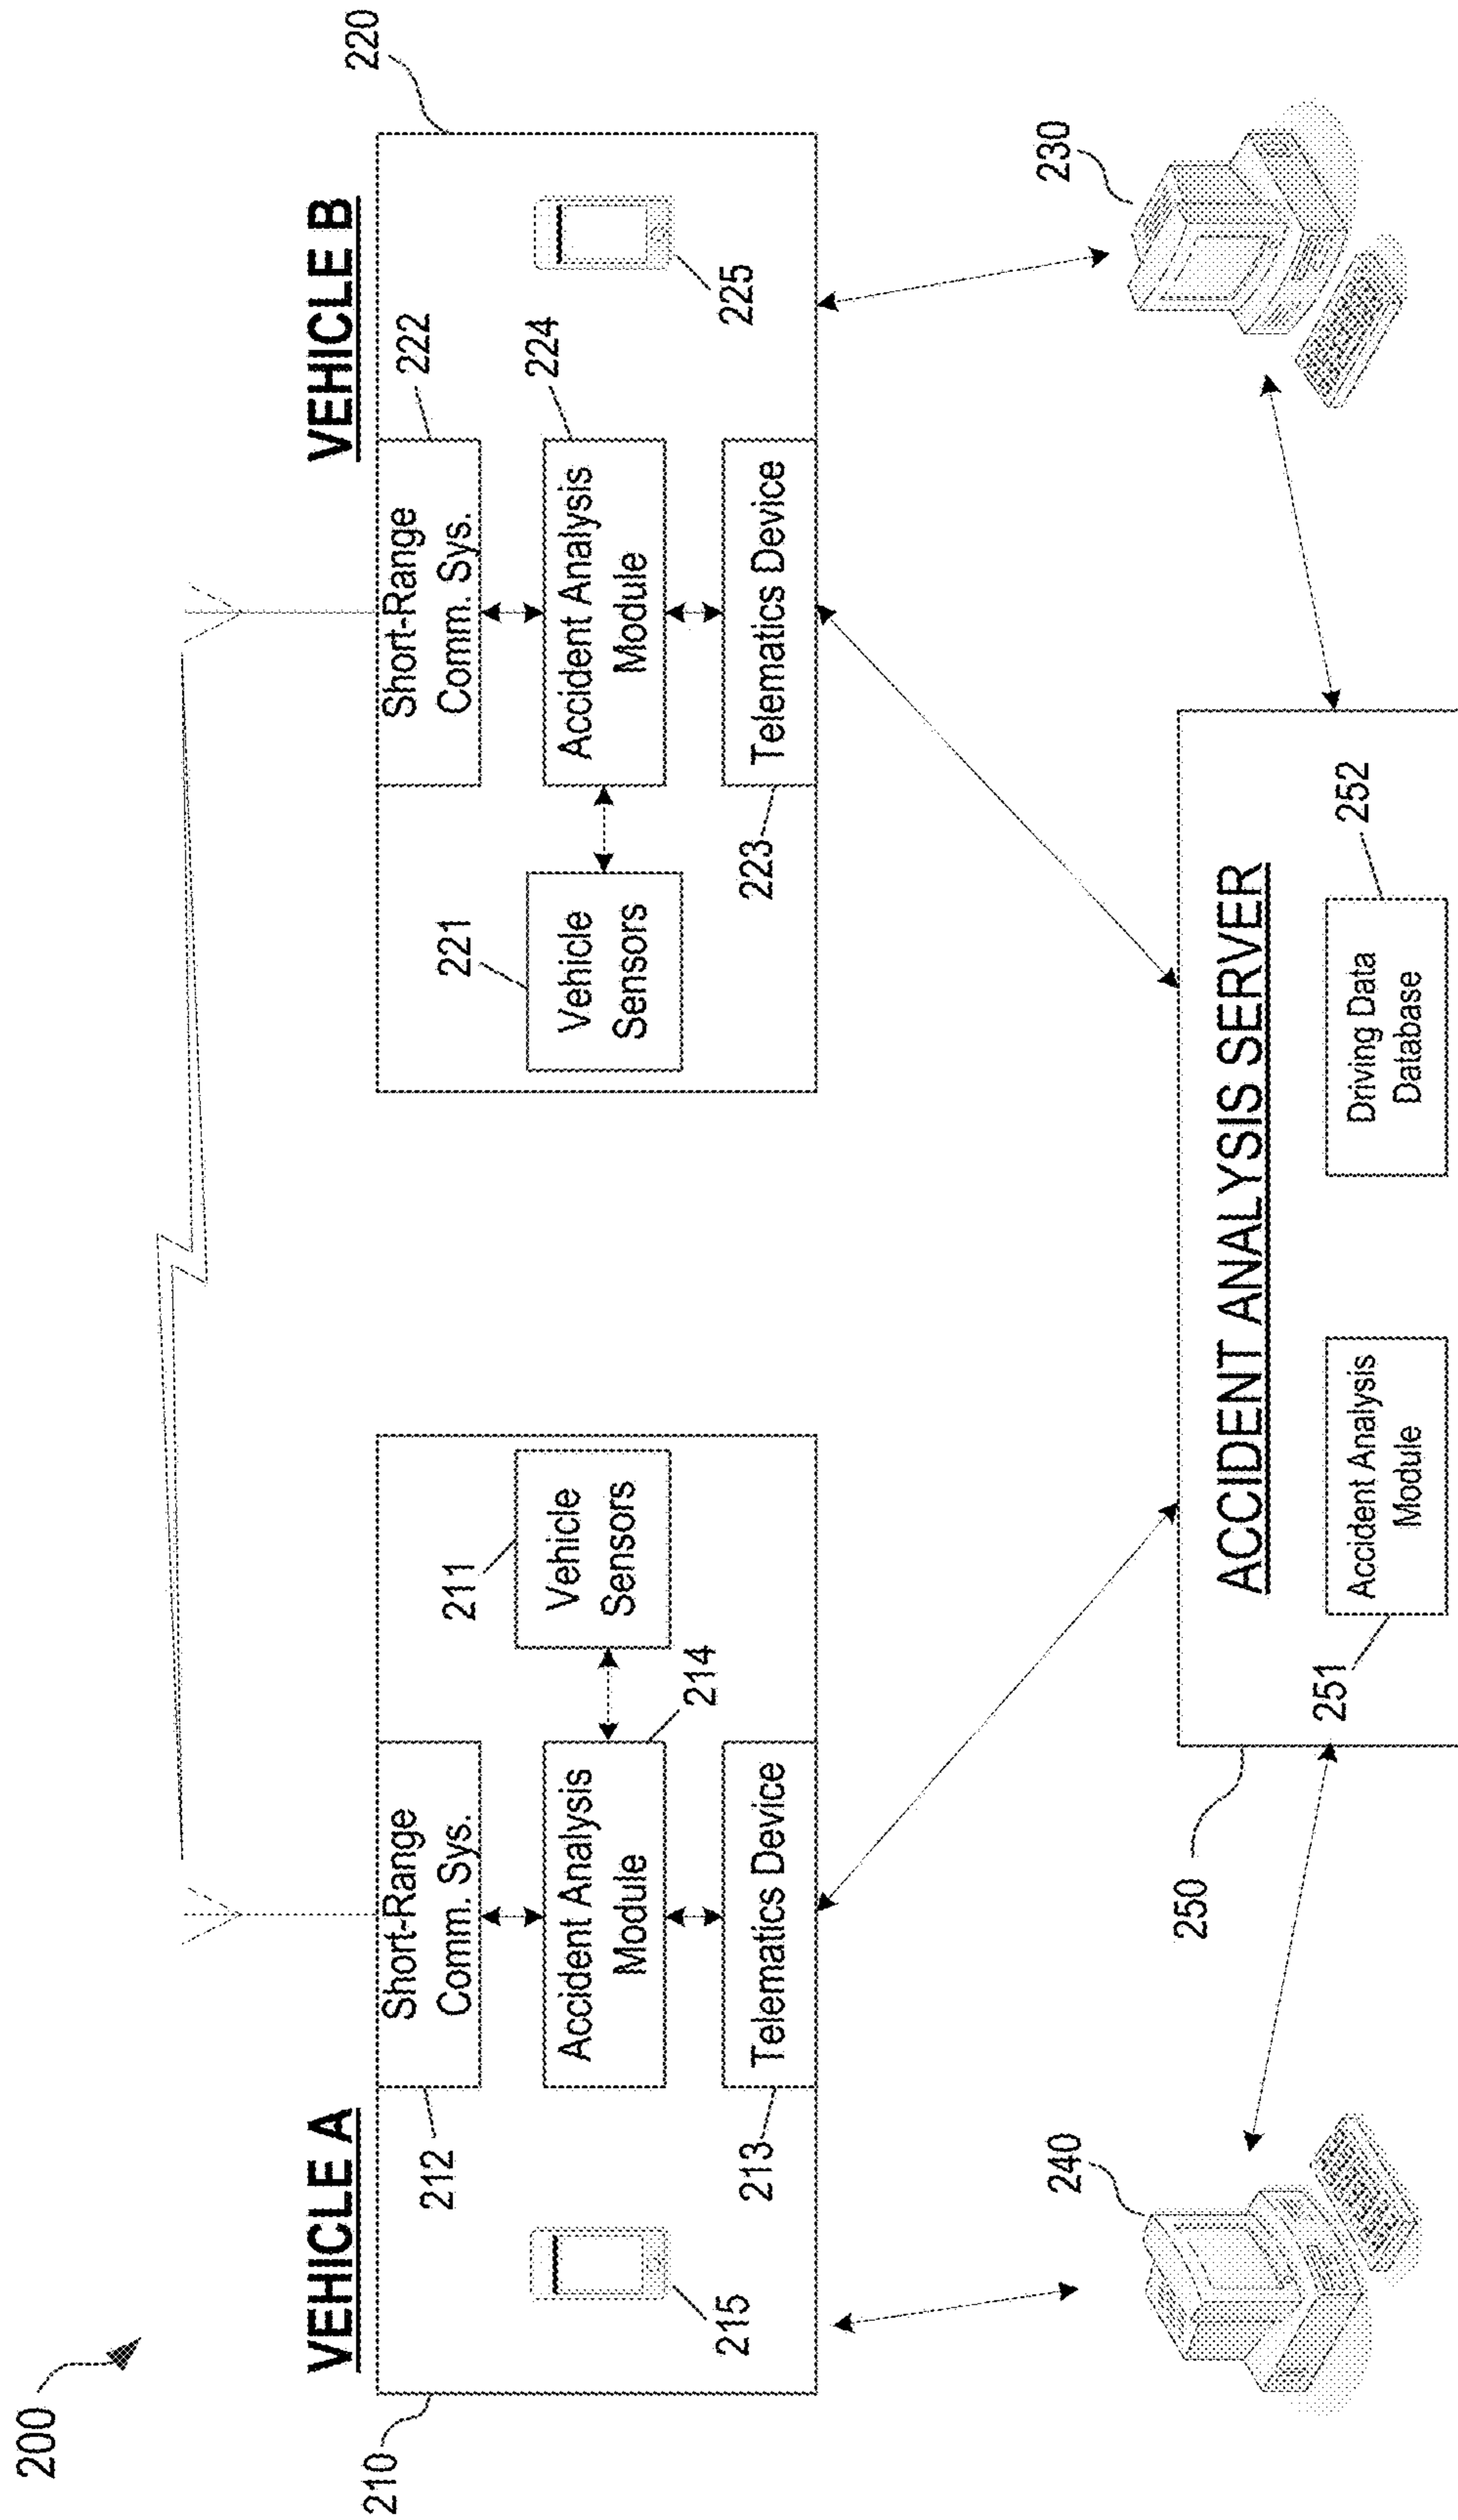 200
VEHICLE A
VEHICLE B
210
220
212
Short-Range
Comm. Sys.
Short-Range
Comm. Sys.
222
211
221
215
Accident Analysis
Module
214
Vehicle
Sensors
Vehicle
Sensors
Accident Analysis
Module
224
225
213
Telematics Device
223
Telematics Device
240
230
250
ACCIDENT ANALYSIS SERVER
251
Accident Analysis
Module
Driving Data
Database
252